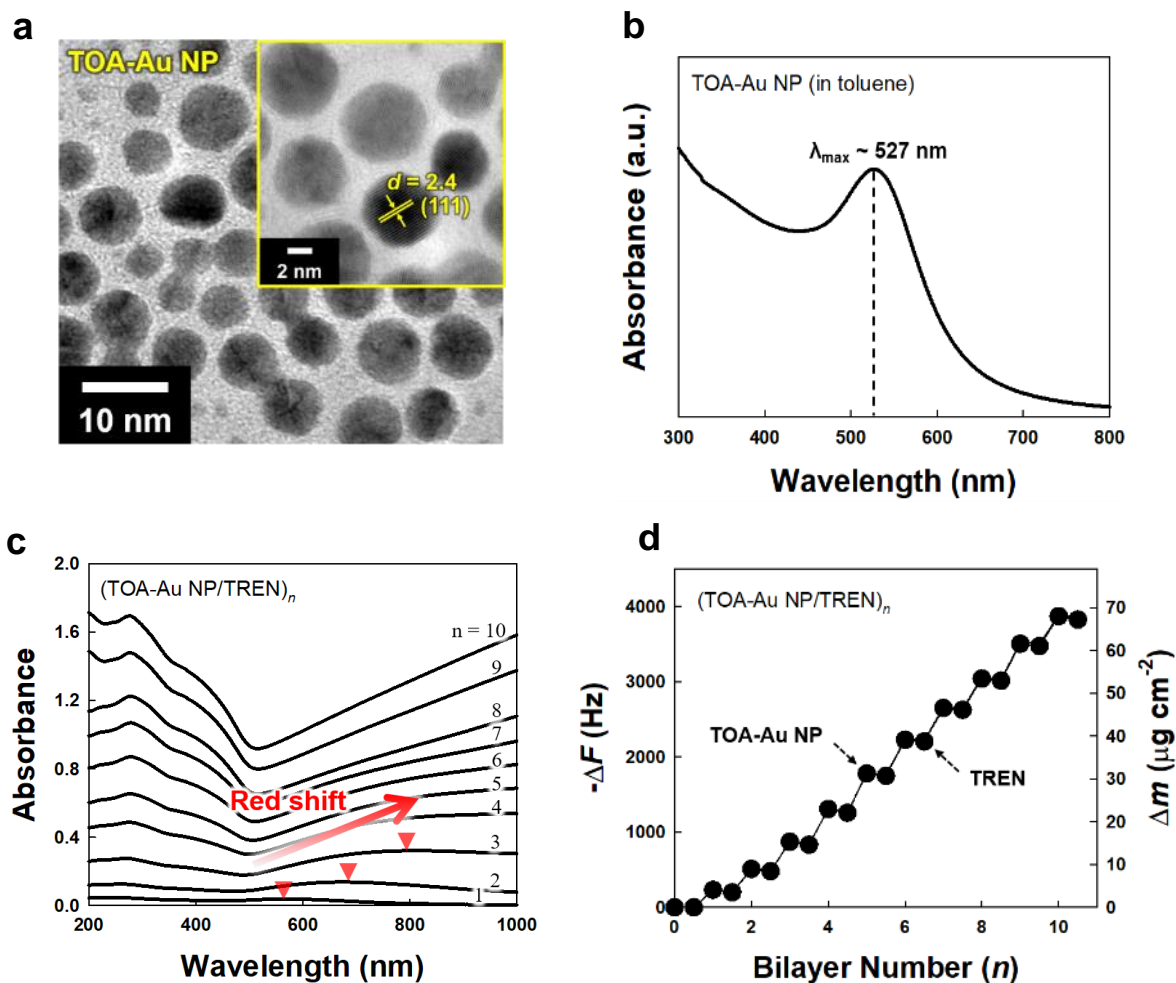 a
TOA-Au NP
d = 2.4
(111)
2 nm
10 nm
b
TOA-Au NP (in toluene)
λmax ~ 527 nm
Absorbance (a.u.)
300 400 500 600 700 800
Wavelength (nm)
c
(TOA-Au NP/TREN)n
2.0
1.6
1.2
0.8
0.4
0.0
Absorbance
n = 10
9
8
7
6
5
4
3
2
1
Red shift
200 400 600 800 1000
Wavelength (nm)
d
(TOA-Au NP/TREN)n
4000
3000
2000
1000
0
-ΔF (Hz)
TOA-Au NP
TREN
70
60
50
40
30
20
10
0
Δm (μg cm-2)
0 2 4 6 8 10
Bilayer Number (n)